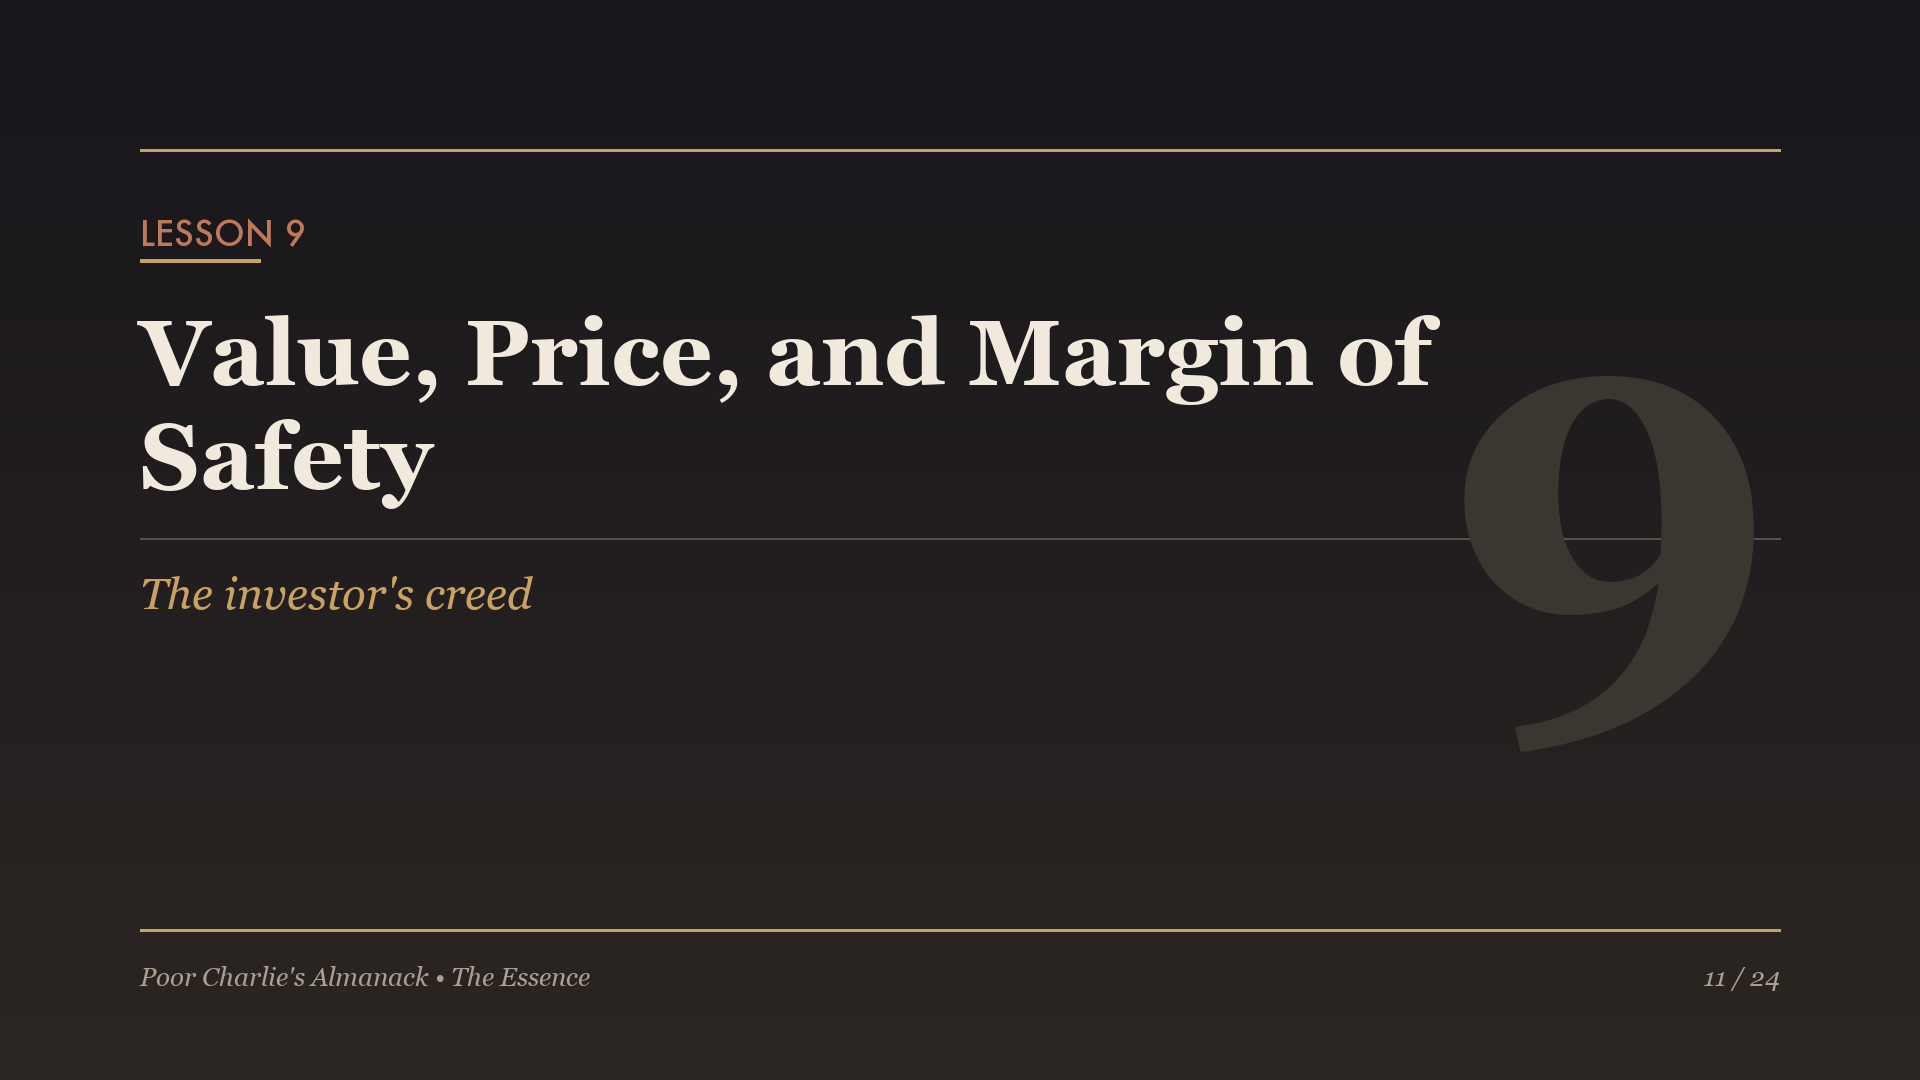 LESSON 9
Value, Price, and Margin of
Safety
9
The investor's creed
Poor Charlie's Almanack • The Essence
11 / 24